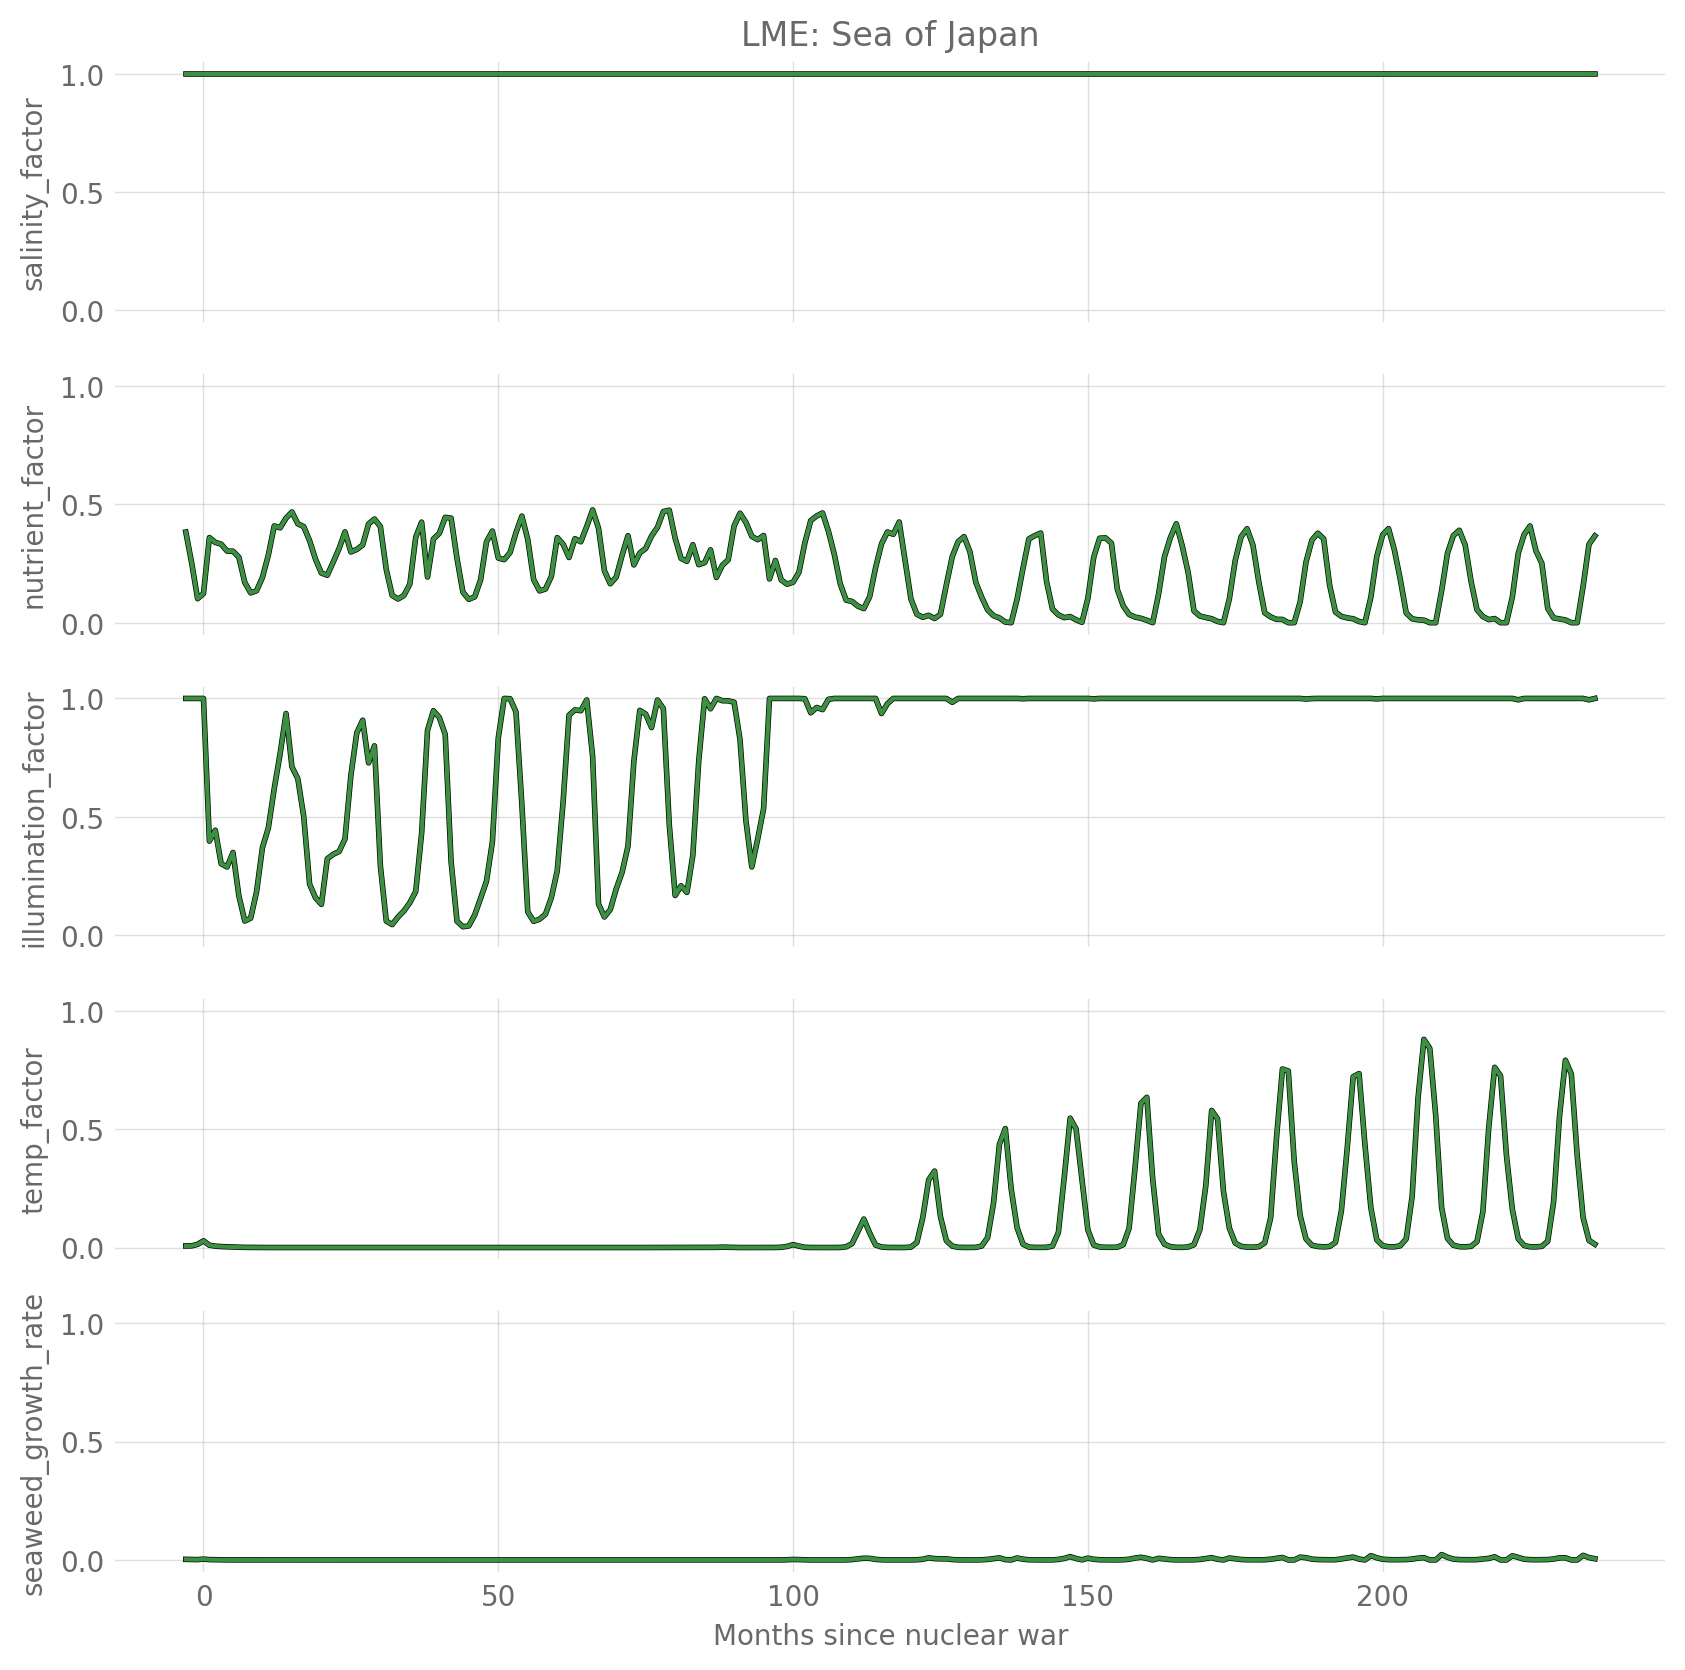 LME: Sea of Japan
1.0
0.5
0.0
salinity_factor
1.0
0.5
0.0
nutrient_factor
1.0
0.5
0.0
illumination_factor
1.0
0.5
0.0
temp_factor
1.0
0.5
0.0
seaweed_growth_rate
0 50 100 150 200
Months since nuclear war